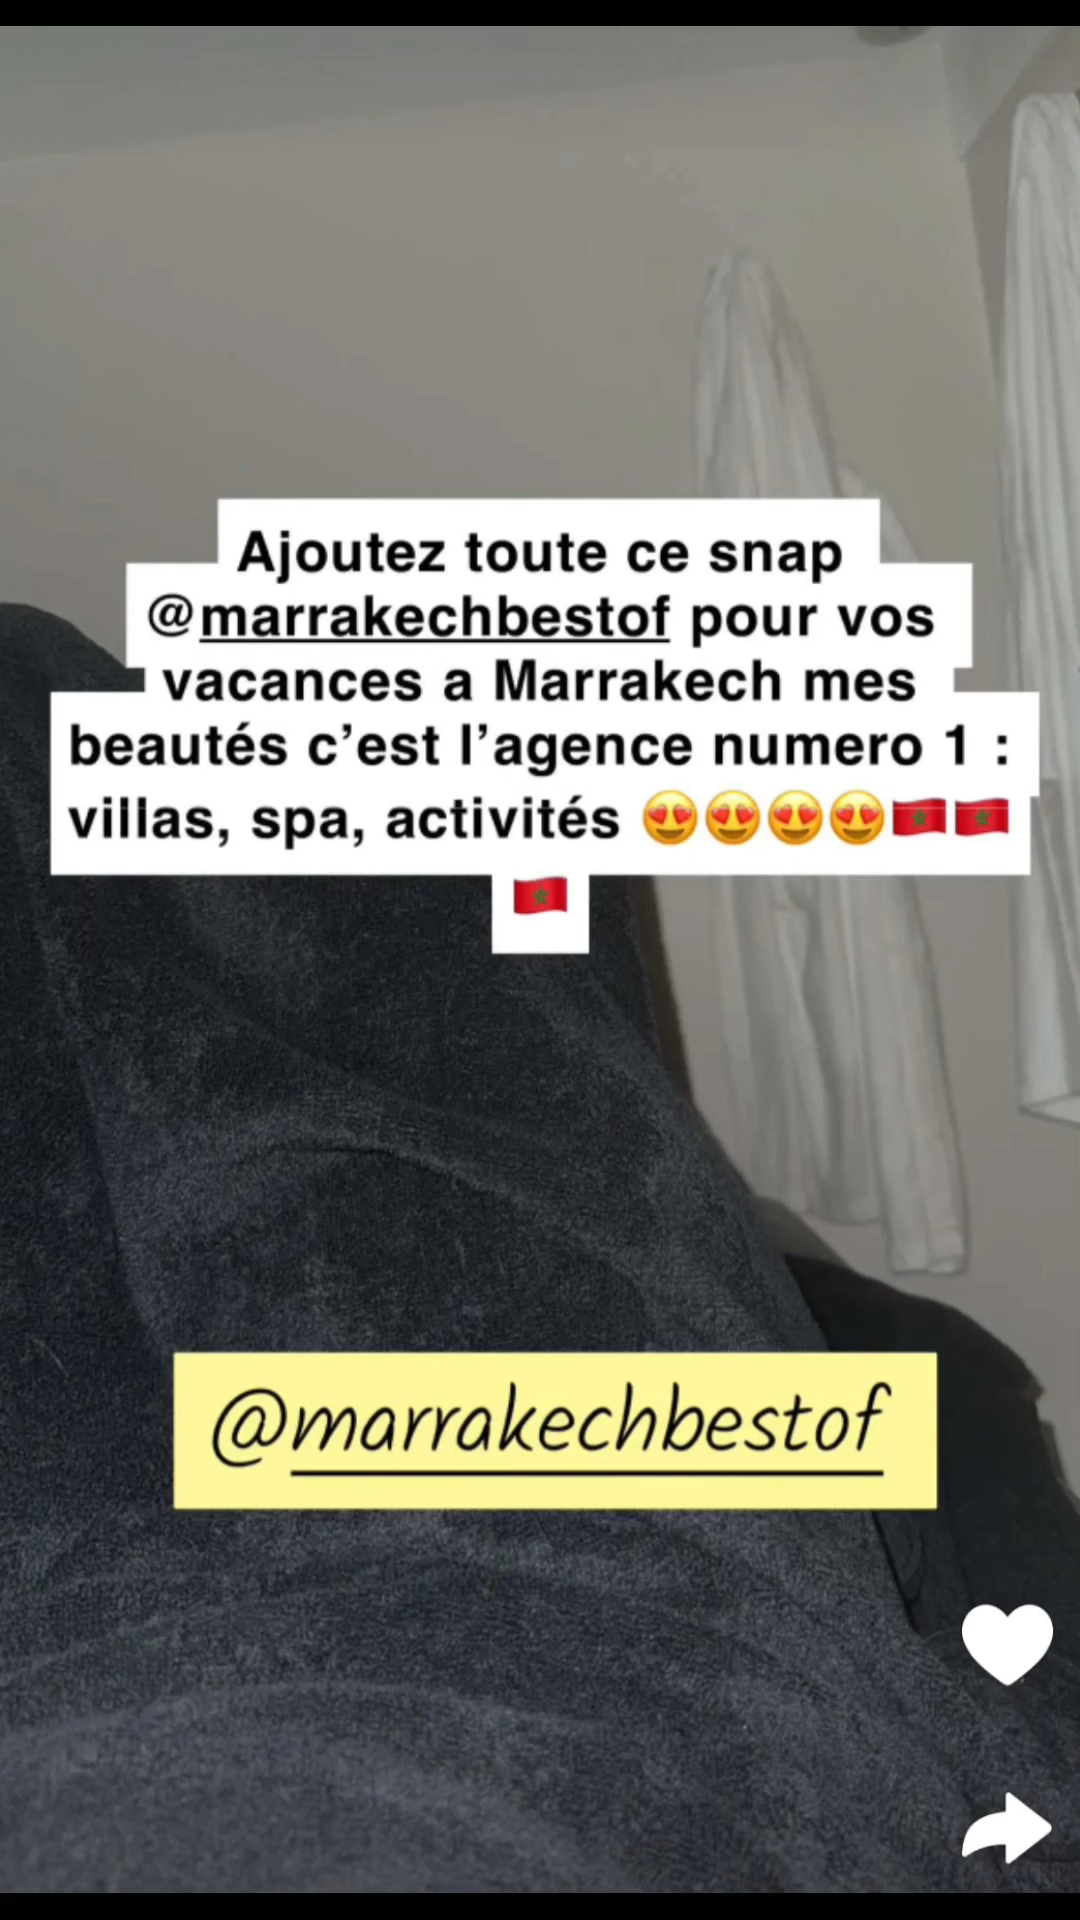 Ajoutez toute ce snap
@marrakechbestof pour vos
vacances a Marrakech mes
beautés c’est l’agence numero 1 :
villas, spa, activités 😍😍😍😍🇲🇦🇲🇦
🇲🇦
@marrakechbestof